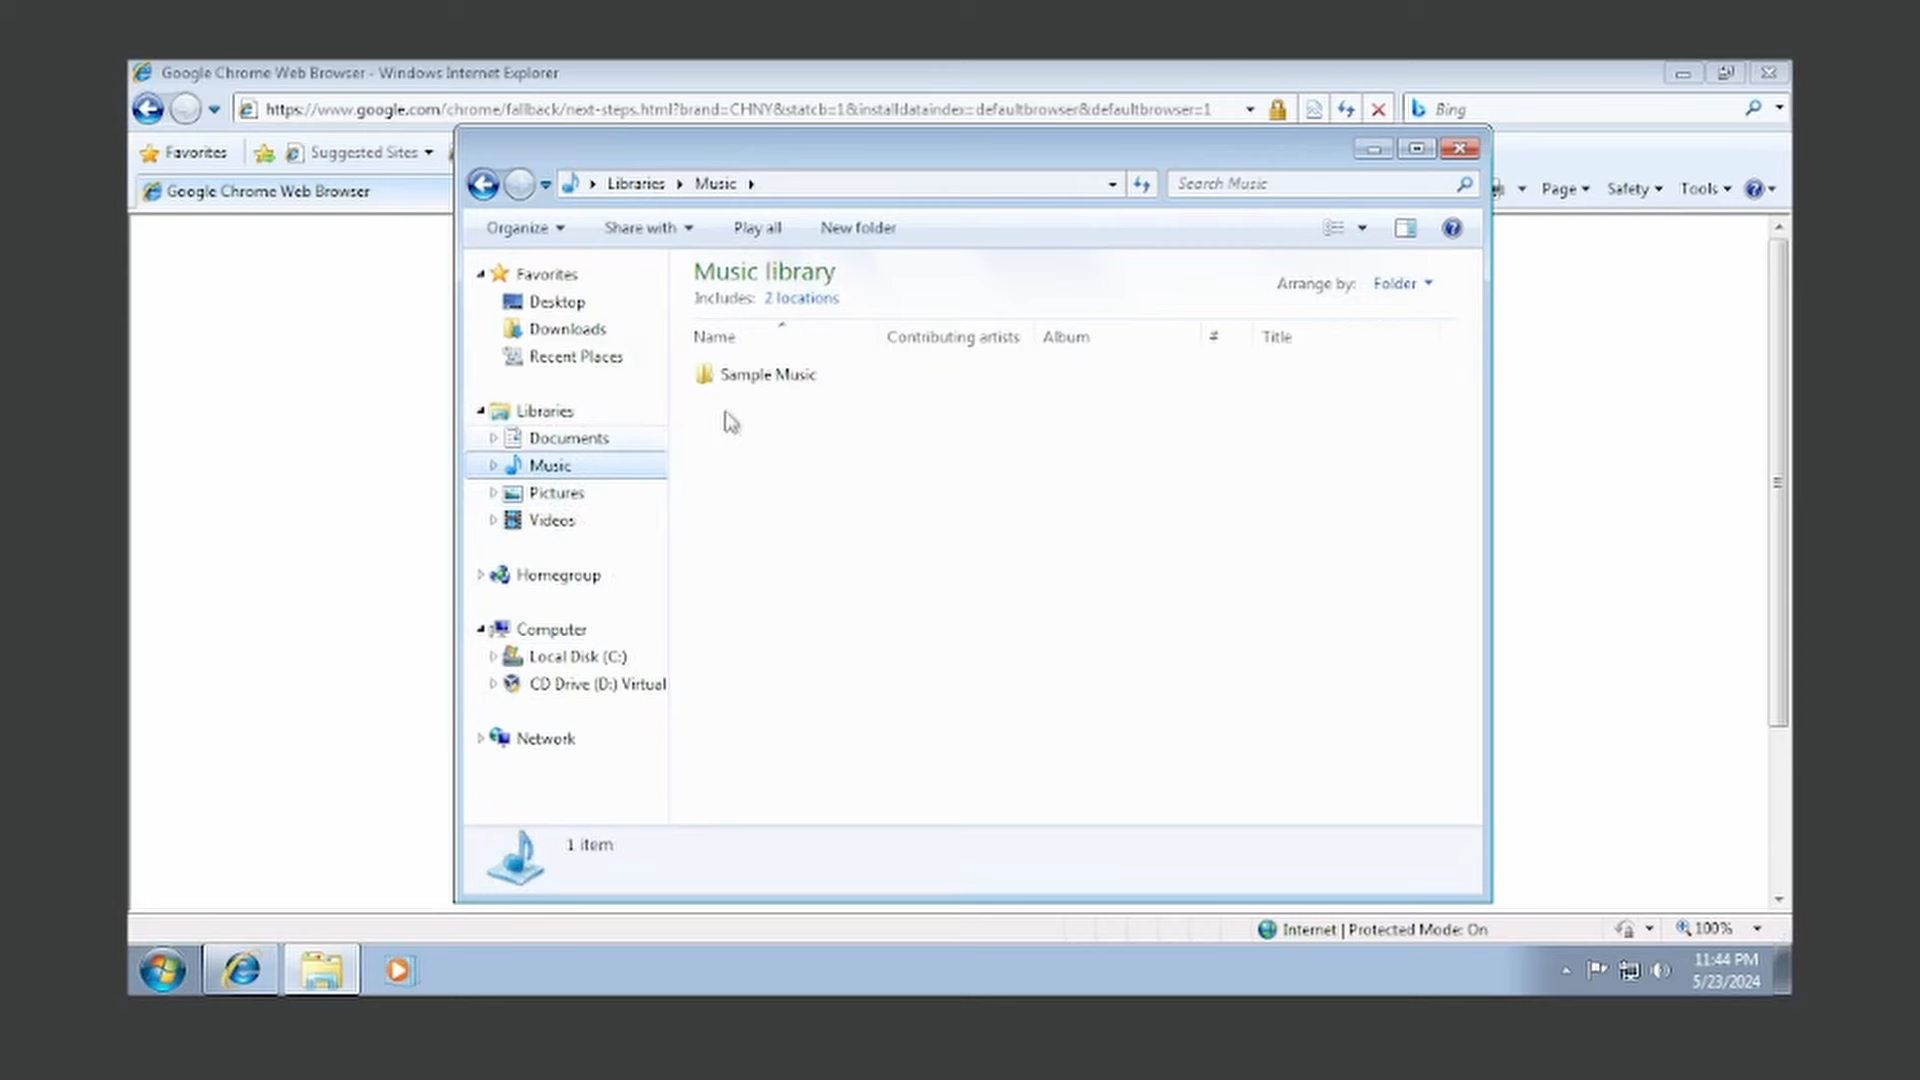 Google Chrome Web Browser - Windows Internet Explorer
https://www.google.com/chrome/fallback/next-steps.html?brand=CHNY&statcb=1&installdataindex=defaultbrowser&defaultbrowser=1
Bing
Favorites
Suggested Sites
Google Chrome Web Browser
Page
Safety
Tools
Libraries
Music
Search Music
Organize
Share with
Play all
New folder
Favorites
Desktop
Downloads
Recent Places
Libraries
Documents
Music
Pictures
Videos
Homegroup
Computer
Local Disk (C:)
CD Drive (D:) Virtual
Network
Music library
Includes: 2 locations
Arrange by: Folder
Name Contributing artists Album # Title
Sample Music
1 item
Internet | Protected Mode: On
100%
11:44 PM
5/23/2024